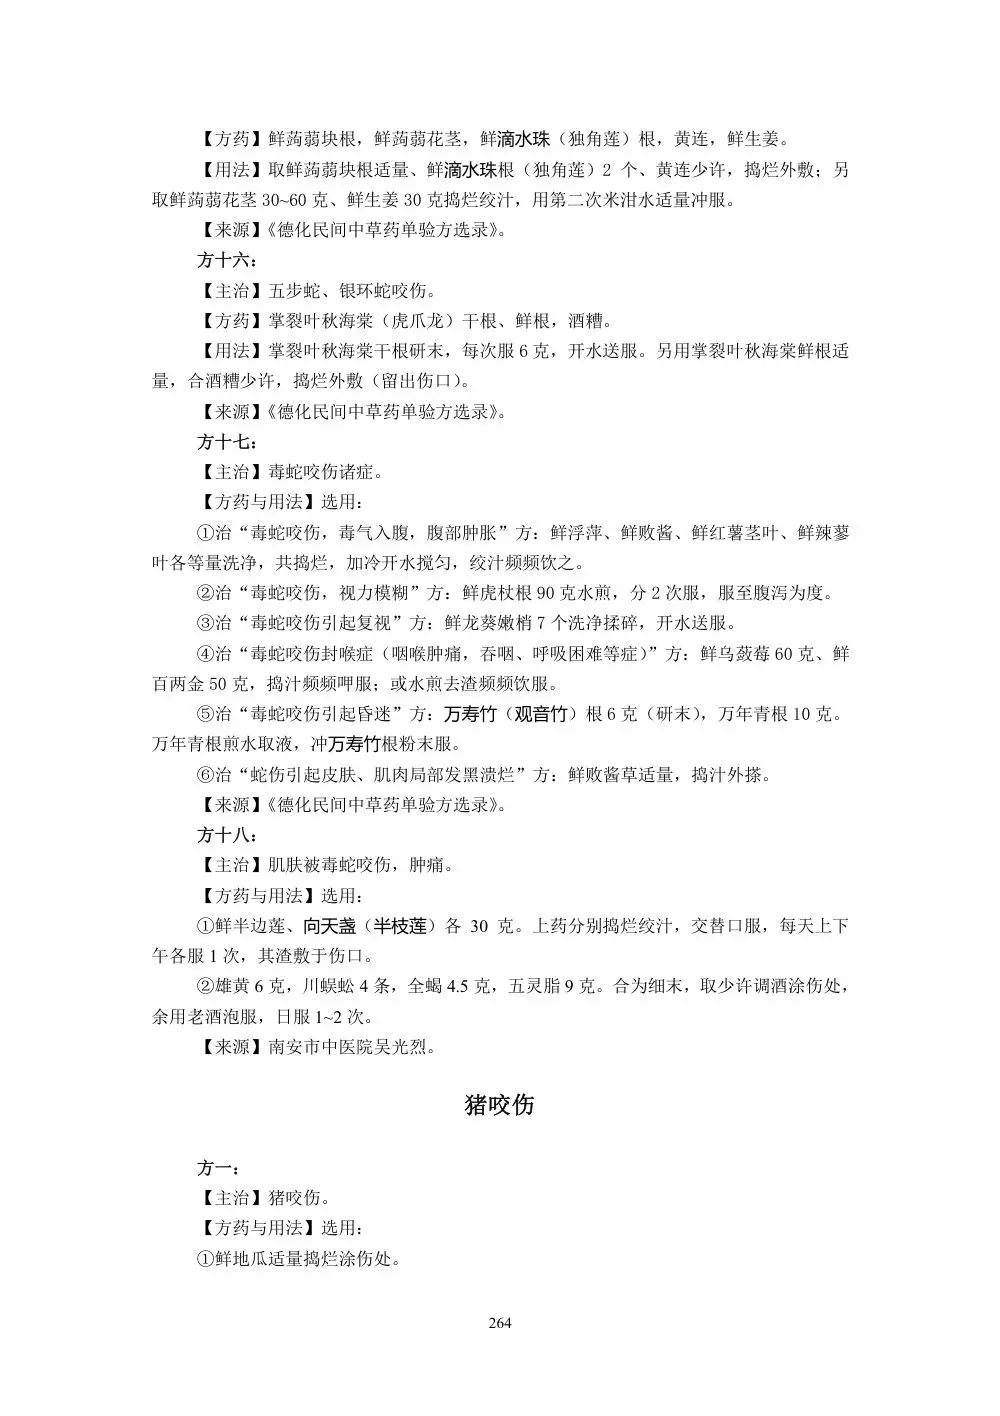 【方药】鲜蒟蒻块根，鲜蒟蒻花茎，鲜滴水珠（独角莲）根，黄连，鲜生姜。
【用法】取鲜蒟蒻块根适量、鲜滴水珠根（独角莲）2 个、黄连少许，捣烂外敷；另
取鲜蒟蒻花茎 30~60 克、鲜生姜 30 克捣烂绞汁，用第二次米泔水适量冲服。
【来源】《德化民间中草药单验方选录》。
方十六：
【主治】五步蛇、银环蛇咬伤。
【方药】掌裂叶秋海棠（虎爪龙）干根、鲜根，酒糟。
【用法】掌裂叶秋海棠干根研末，每次服 6 克，开水送服。另用掌裂叶秋海棠鲜根适
量，合酒糟少许，捣烂外敷（留出伤口）。
【来源】《德化民间中草药单验方选录》。
方十七：
【主治】毒蛇咬伤诸症。
【方药与用法】选用：
①治“毒蛇咬伤，毒气入腹，腹部肿胀”方：鲜浮萍、鲜败酱、鲜红薯茎叶、鲜辣蓼
叶各等量洗净，共捣烂，加冷开水搅匀，绞汁频频饮之。
②治“毒蛇咬伤，视力模糊”方：鲜虎杖根 90 克水煎，分 2 次服，服至腹泻为度。
③治“毒蛇咬伤引起复视”方：鲜龙葵嫩梢 7 个洗净揉碎，开水送服。
④治“毒蛇咬伤封喉症（咽喉肿痛，吞咽、呼吸困难等症）”方：鲜乌蔹莓 60 克、鲜
百两金 50 克，捣汁频频呷服；或水煎去渣频频饮服。
⑤治“毒蛇咬伤引起昏迷”方：万寿竹（观音竹）根 6 克（研末），万年青根 10 克。
万年青根煎水取液，冲万寿竹根粉末服。
⑥治“蛇伤引起皮肤、肌肉局部发黑溃烂”方：鲜败酱草适量，捣汁外搽。
【来源】《德化民间中草药单验方选录》。
方十八：
【主治】肌肤被毒蛇咬伤，肿痛。
【方药与用法】选用：
①鲜半边莲、向天盏（半枝莲）各 30 克。上药分别捣烂绞汁，交替口服，每天上下
午各服 1 次，其渣敷于伤口。
②雄黄 6 克，川蜈蚣 4 条，全蝎 4.5 克，五灵脂 9 克。合为细末，取少许调酒涂伤处，
余用老酒泡服，日服 1~2 次。
【来源】南安市中医院吴光烈。
猪咬伤
方一：
【主治】猪咬伤。
【方药与用法】选用：
①鲜地瓜适量捣烂涂伤处。
264